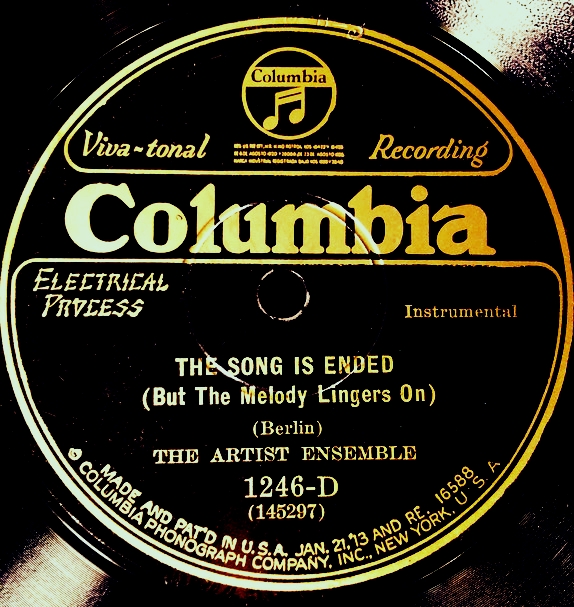 Columbia
Viva-tonal Recording
Columbia
ELECTRICAL
PROCESS
Instrumental
THE SONG IS ENDED
(But The Melody Lingers On)
(Berlin)
THE ARTIST ENSEMBLE
1246-D
(145297)
MADE AND PAT'D IN U.S.A. JAN. 21,'13 AND RE. 16588
COLUMBIA PHONOGRAPH COMPANY, INC., NEW YORK, U.S.A